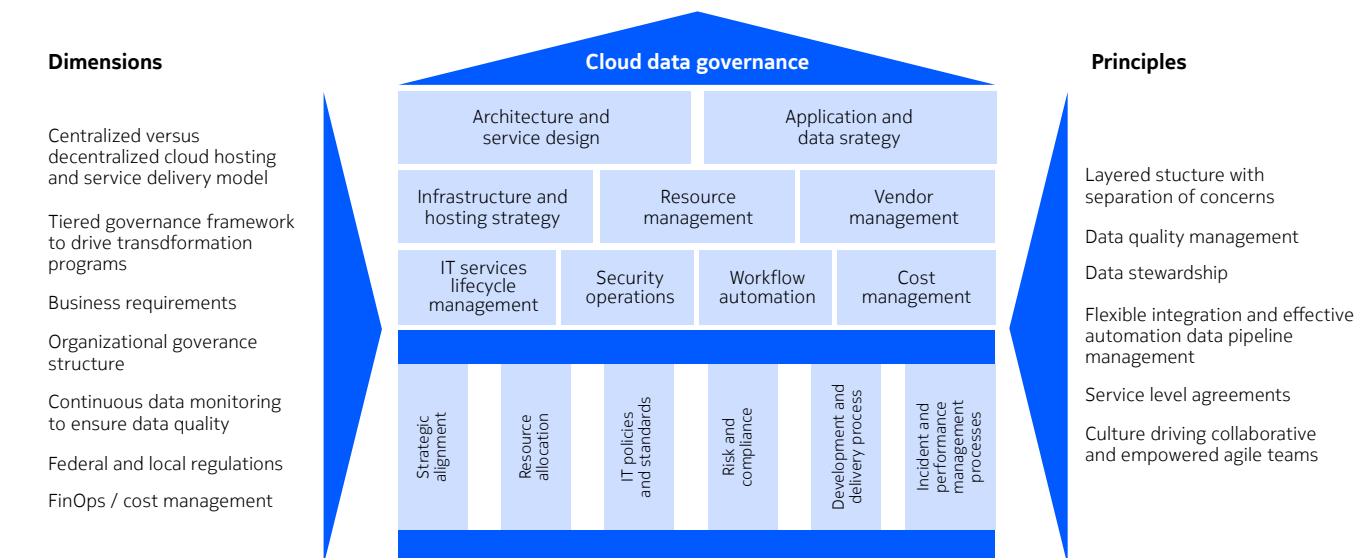 Dimensions
Centralized versus
decentralized cloud hosting
and service delivery model
Tiered governance framework
to drive transdformation
programs
Business requirements
Organizational goverance
structure
Continuous data monitoring
to ensure data quality
Federal and local regulations
FinOps / cost management
Cloud data governance
Architecture and
service design
Application and
data srategy
Infrastructure and
hosting strategy
Resource
management
Vendor
management
IT services
lifecycle
management
Security
operations
Workflow
automation
Cost
management
Strategic
alignment
Resource
allocation
IT policies
and standards
Risk and
compliance
Development and
delivery process
Incident and
performance
management
processes
Principles
Layered stucture with
separation of concerns
Data quality management
Data stewardship
Flexible integration and effective
automation data pipeline
management
Service level agreements
Culture driving collaborative
and empowered agile teams